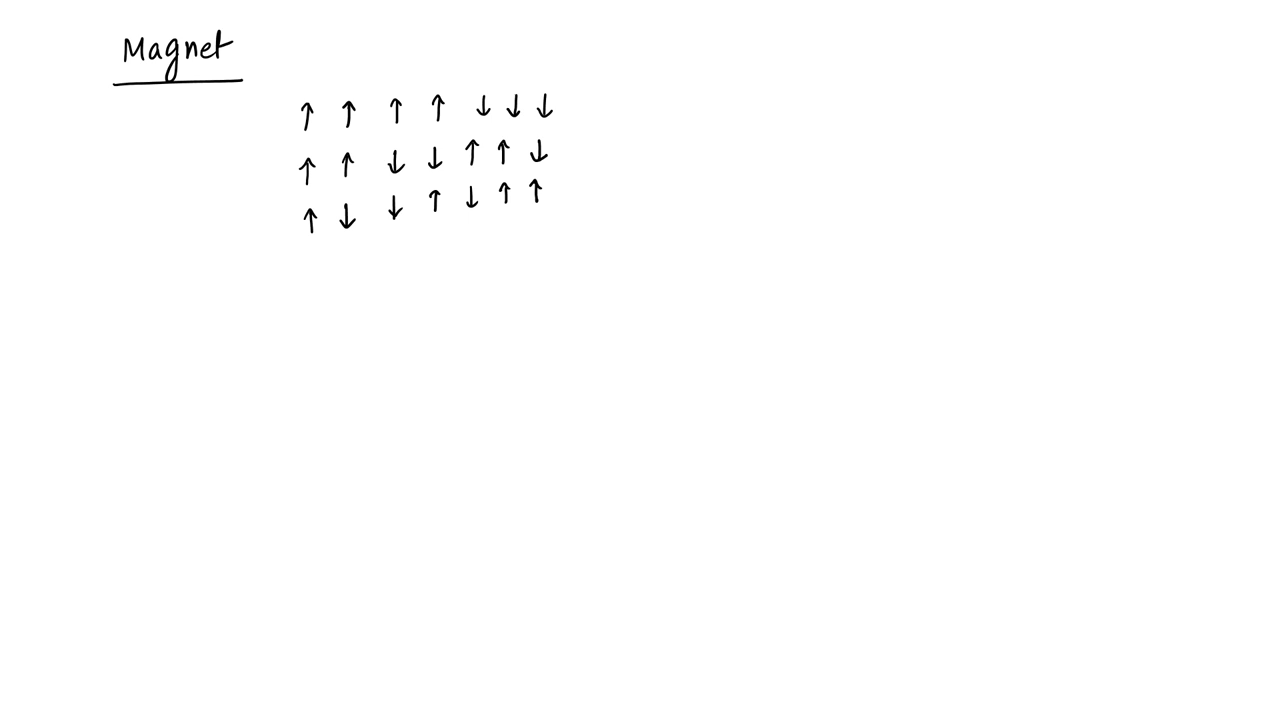 Magnet
↑ ↑ ↑ ↑ ↓ ↓ ↓
↑ ↑ ↓ ↓ ↑ ↑ ↓
↑ ↓ ↓ ↑ ↓ ↑ ↑